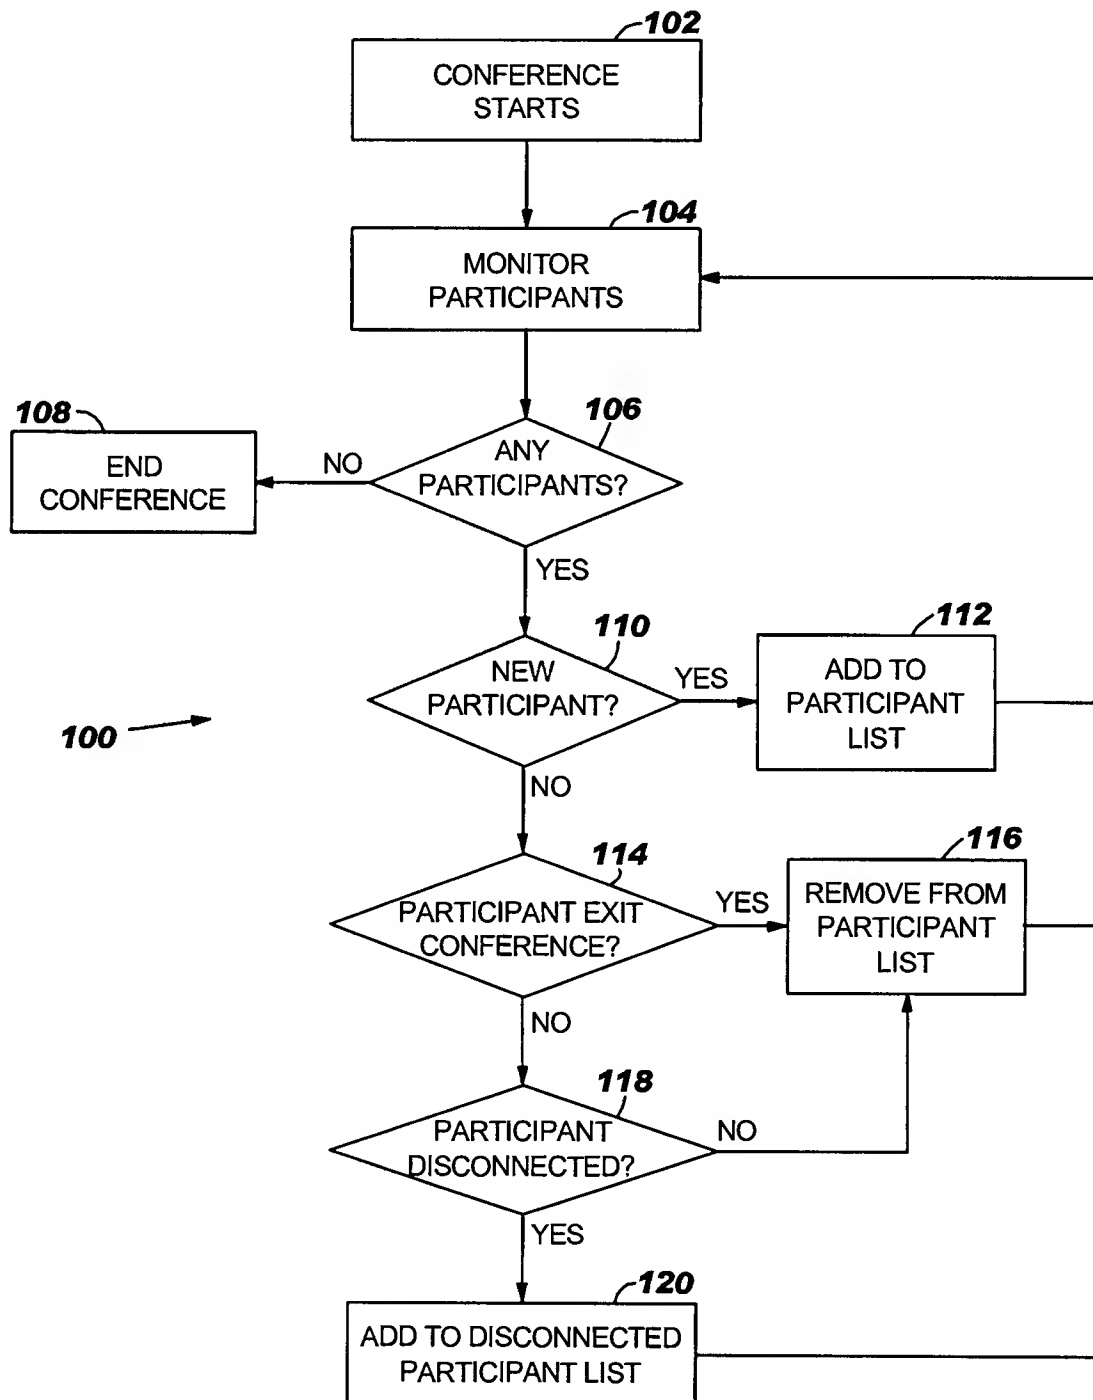 102
CONFERENCE
STARTS
104
MONITOR
PARTICIPANTS
106
ANY
PARTICIPANTS?
108
NO
END
CONFERENCE
YES
110
NEW
PARTICIPANT?
YES
112
ADD TO
PARTICIPANT
LIST
100
NO
114
PARTICIPANT EXIT
CONFERENCE?
YES
116
REMOVE FROM
PARTICIPANT
LIST
NO
118
PARTICIPANT
DISCONNECTED?
NO
YES
120
ADD TO DISCONNECTED
PARTICIPANT LIST